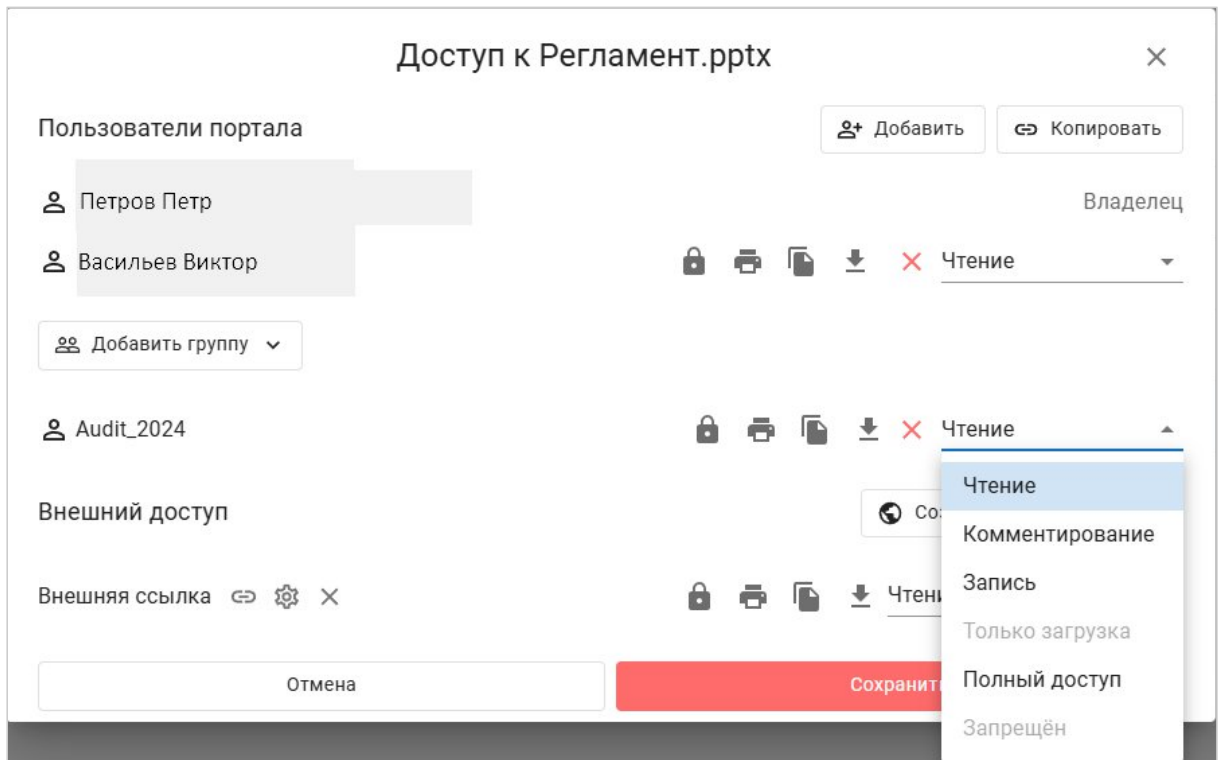 Доступ к Регламент.pptx
Пользователи портала
Добавить
Копировать
Петров Петр
Владелец
Васильев Виктор
Чтение
Добавить группу
Audit_2024
Чтение
Чтение
Внешний доступ
Комментирование
Запись
Внешняя ссылка
Только загрузка
Отмена
Полный доступ
Запрещён